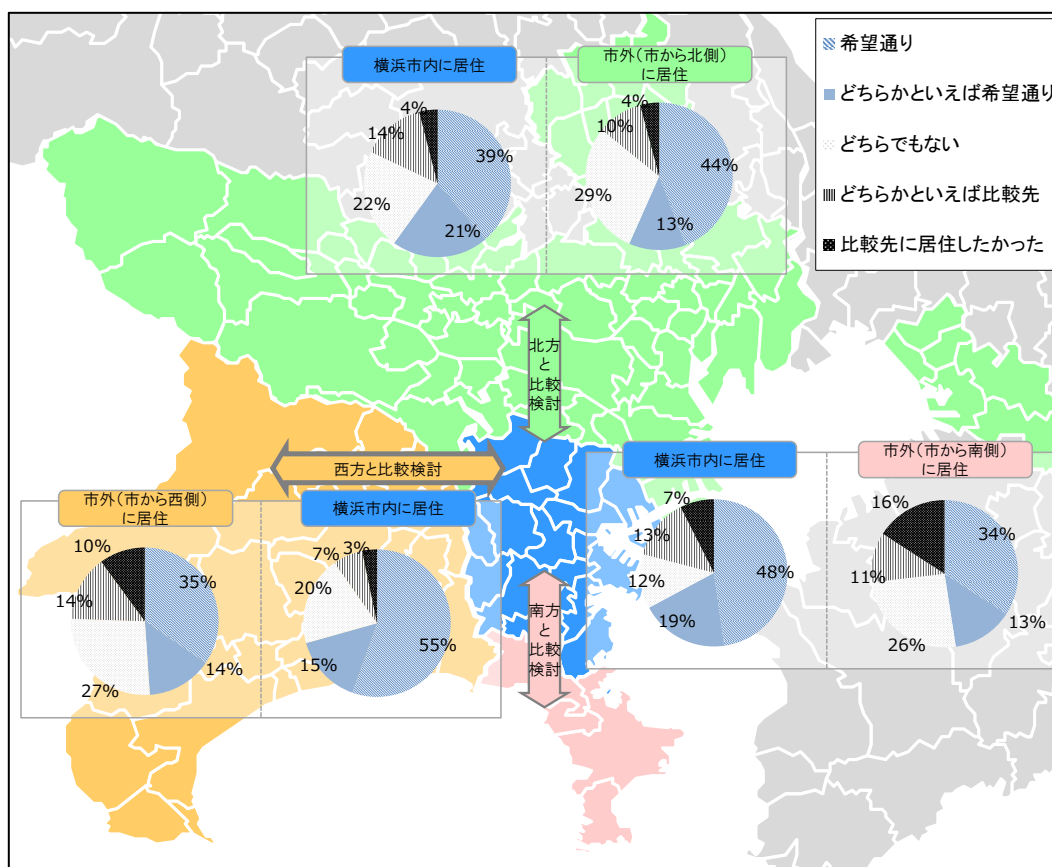 横浜市内に居住
市外(市から北側)
に居住
希望通り
どちらかといえば希望通り
どちらでもない
どちらかといえば比較先
比較先に居住したかった
4%
14%
39%
22%
21%
4%
10%
44%
29%
13%
北方
と
比較
検討
西方と比較検討
市外(市から西側)
に居住
横浜市内に居住
10%
35%
14%
14%
27%
3%
7%
20%
55%
15%
南方
と
比較
検討
横浜市内に居住
市外(市から南側)
に居住
7%
13%
48%
12%
19%
16%
34%
11%
13%
26%